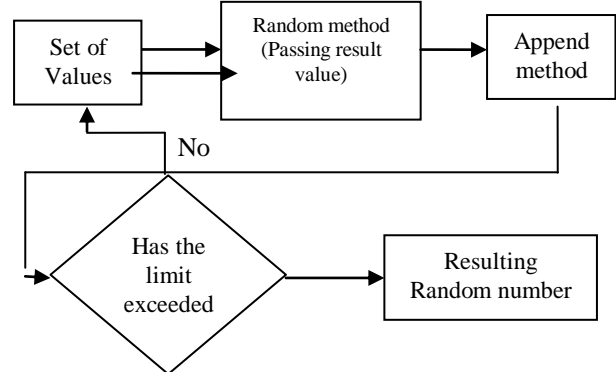 Set of
Values
Random method
(Passing result
value)
Append
method
No
Has the
limit
exceeded
Resulting
Random number